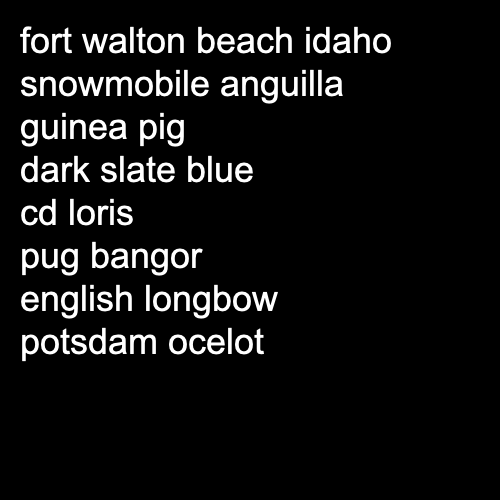 fort walton beach idaho
snowmobile anguilla
guinea pig
dark slate blue
cd loris
pug bangor
english longbow
potsdam ocelot